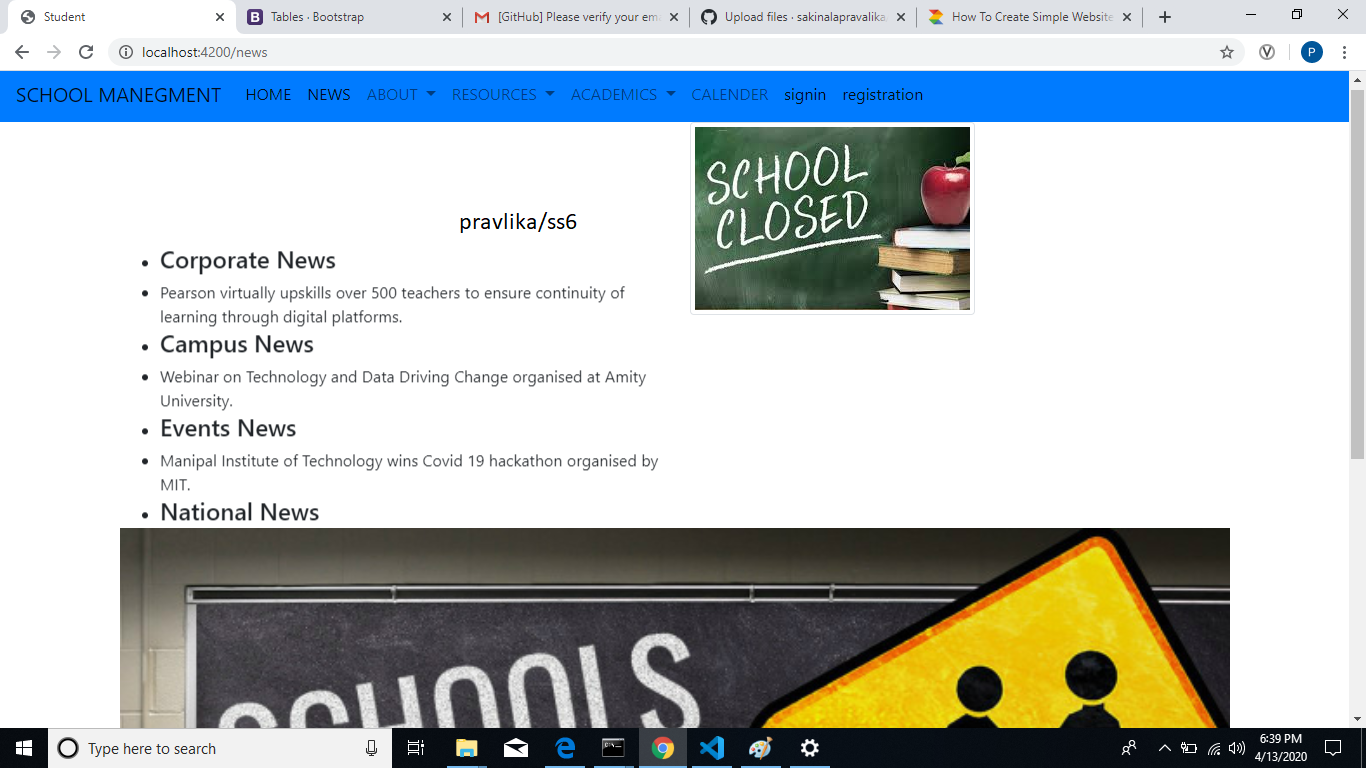 Student
Tables · Bootstrap
[GitHub] Please verify your ema
Upload files · sakinalapravalika
How To Create Simple Website
localhost:4200/news
P
SCHOOL MANEGMENT HOME NEWS ABOUT RESOURCES ACADEMICS CALENDER signin registration
SCHOOL
CLOSED
pravlika/ss6
Corporate News
Pearson virtually upskills over 500 teachers to ensure continuity of
learning through digital platforms.
Campus News
Webinar on Technology and Data Driving Change organised at Amity
University.
Events News
Manipal Institute of Technology wins Covid 19 hackathon organised by
MIT.
National News
SCHOOLS
Type here to search
6:39 PM
4/13/2020